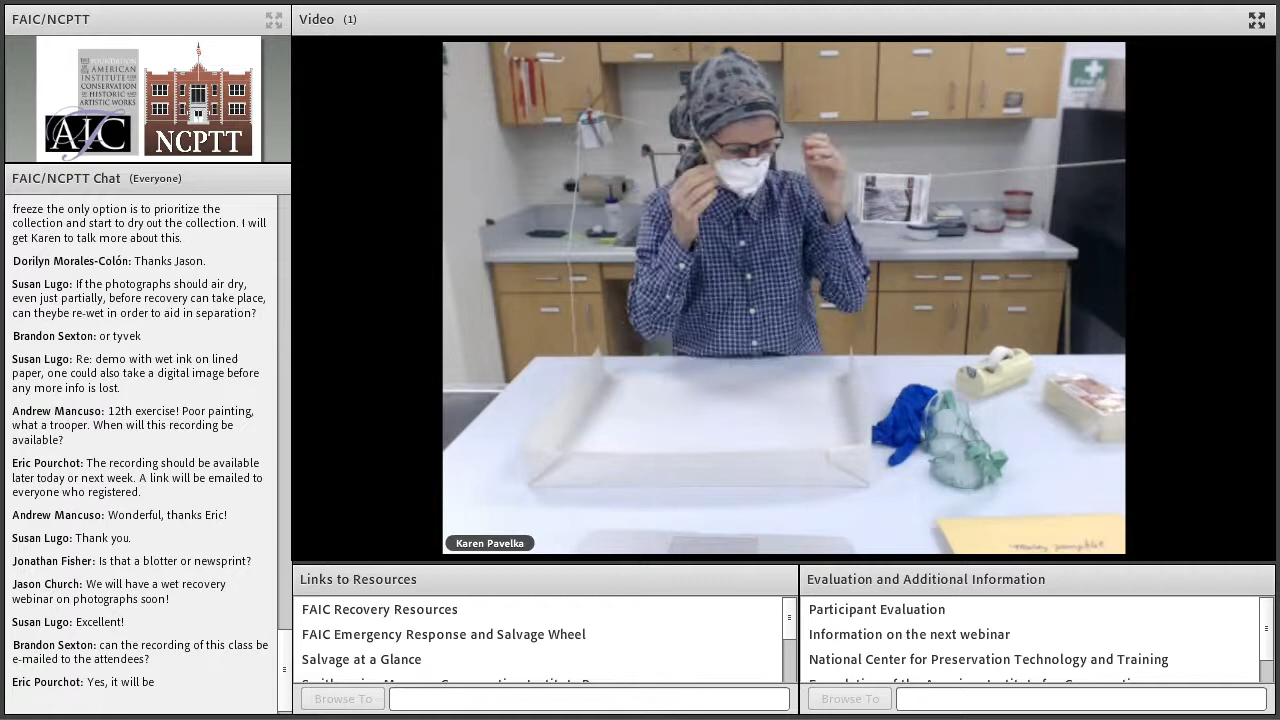 FAIC/NCPTT
THE FOUNDATION
OF THE AMERICAN
INSTITUTE FOR
CONSERVATION
OF HISTORIC AND
ARTISTIC WORKS
AIC
NCPTT
FAIC/NCPTT Chat (Everyone)
freeze the only option is to prioritize the
collection and start to dry out the collection. I will
get Karen to talk more about this.
Dorilyn Morales-Colón: Thanks Jason.
Susan Lugo: If the photographs should air dry,
even just partially, before recovery can take place,
can theybe re-wet in order to aid in separation?
Brandon Sexton: or tyvek
Susan Lugo: Re: demo with wet ink on lined
paper, one could also take a digital image before
any more info is lost.
Andrew Mancuso: 12th exercise! Poor painting,
what a trooper. When will this recording be
available?
Eric Pourchot: The recording should be available
later today or next week. A link will be emailed to
everyone who registered.
Andrew Mancuso: Wonderful, thanks Eric!
Susan Lugo: Thank you.
Jonathan Fisher: Is that a blotter or newsprint?
Jason Church: We will have a wet recovery
webinar on photographs soon!
Susan Lugo: Excellent!
Brandon Sexton: can the recording of this class be
e-mailed to the attendees?
Eric Pourchot: Yes, it will be
Video (1)
Karen Pavelka
Links to Resources
FAIC Recovery Resources
FAIC Emergency Response and Salvage Wheel
Salvage at a Glance
Browse To
Evaluation and Additional Information
Participant Evaluation
Information on the next webinar
National Center for Preservation Technology and Training
Browse To